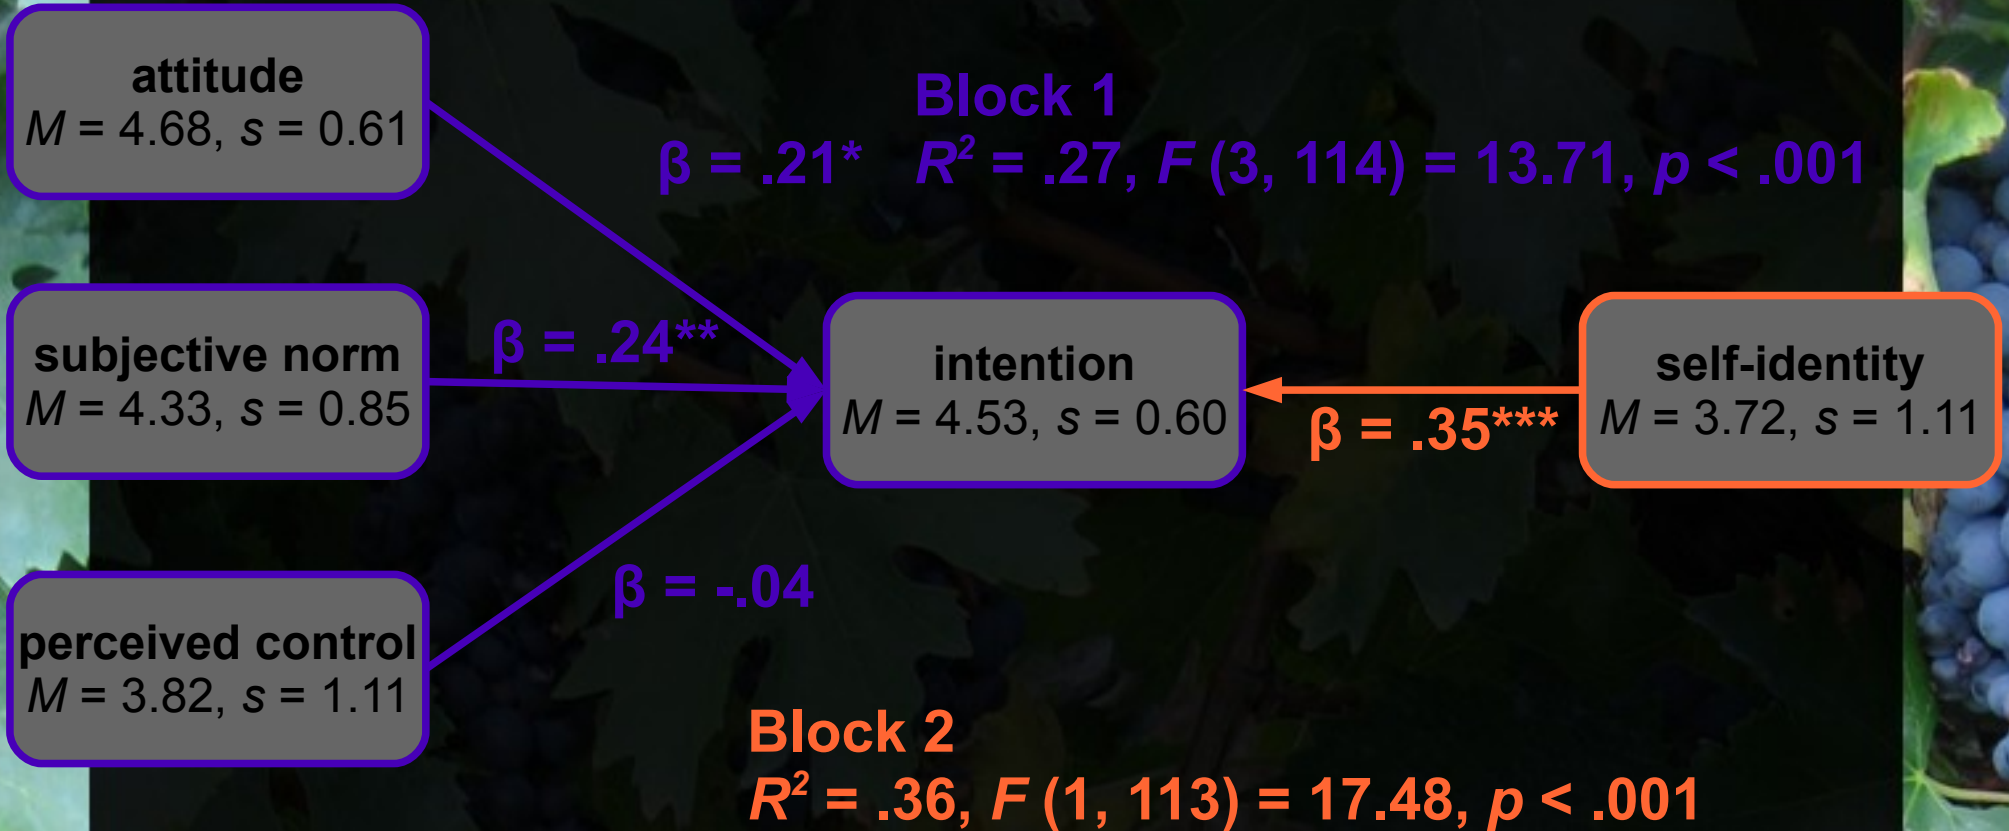 attitude
M = 4.68, s = 0.61
Block 1
β = .21* R² = .27, F (3, 114) = 13.71, p < .001
subjective norm
M = 4.33, s = 0.85
β = .24**
intention
M = 4.53, s = 0.60
β = .35***
self-identity
M = 3.72, s = 1.11
perceived control
M = 3.82, s = 1.11
β = -.04
Block 2
R² = .36, F (1, 113) = 17.48, p < .001